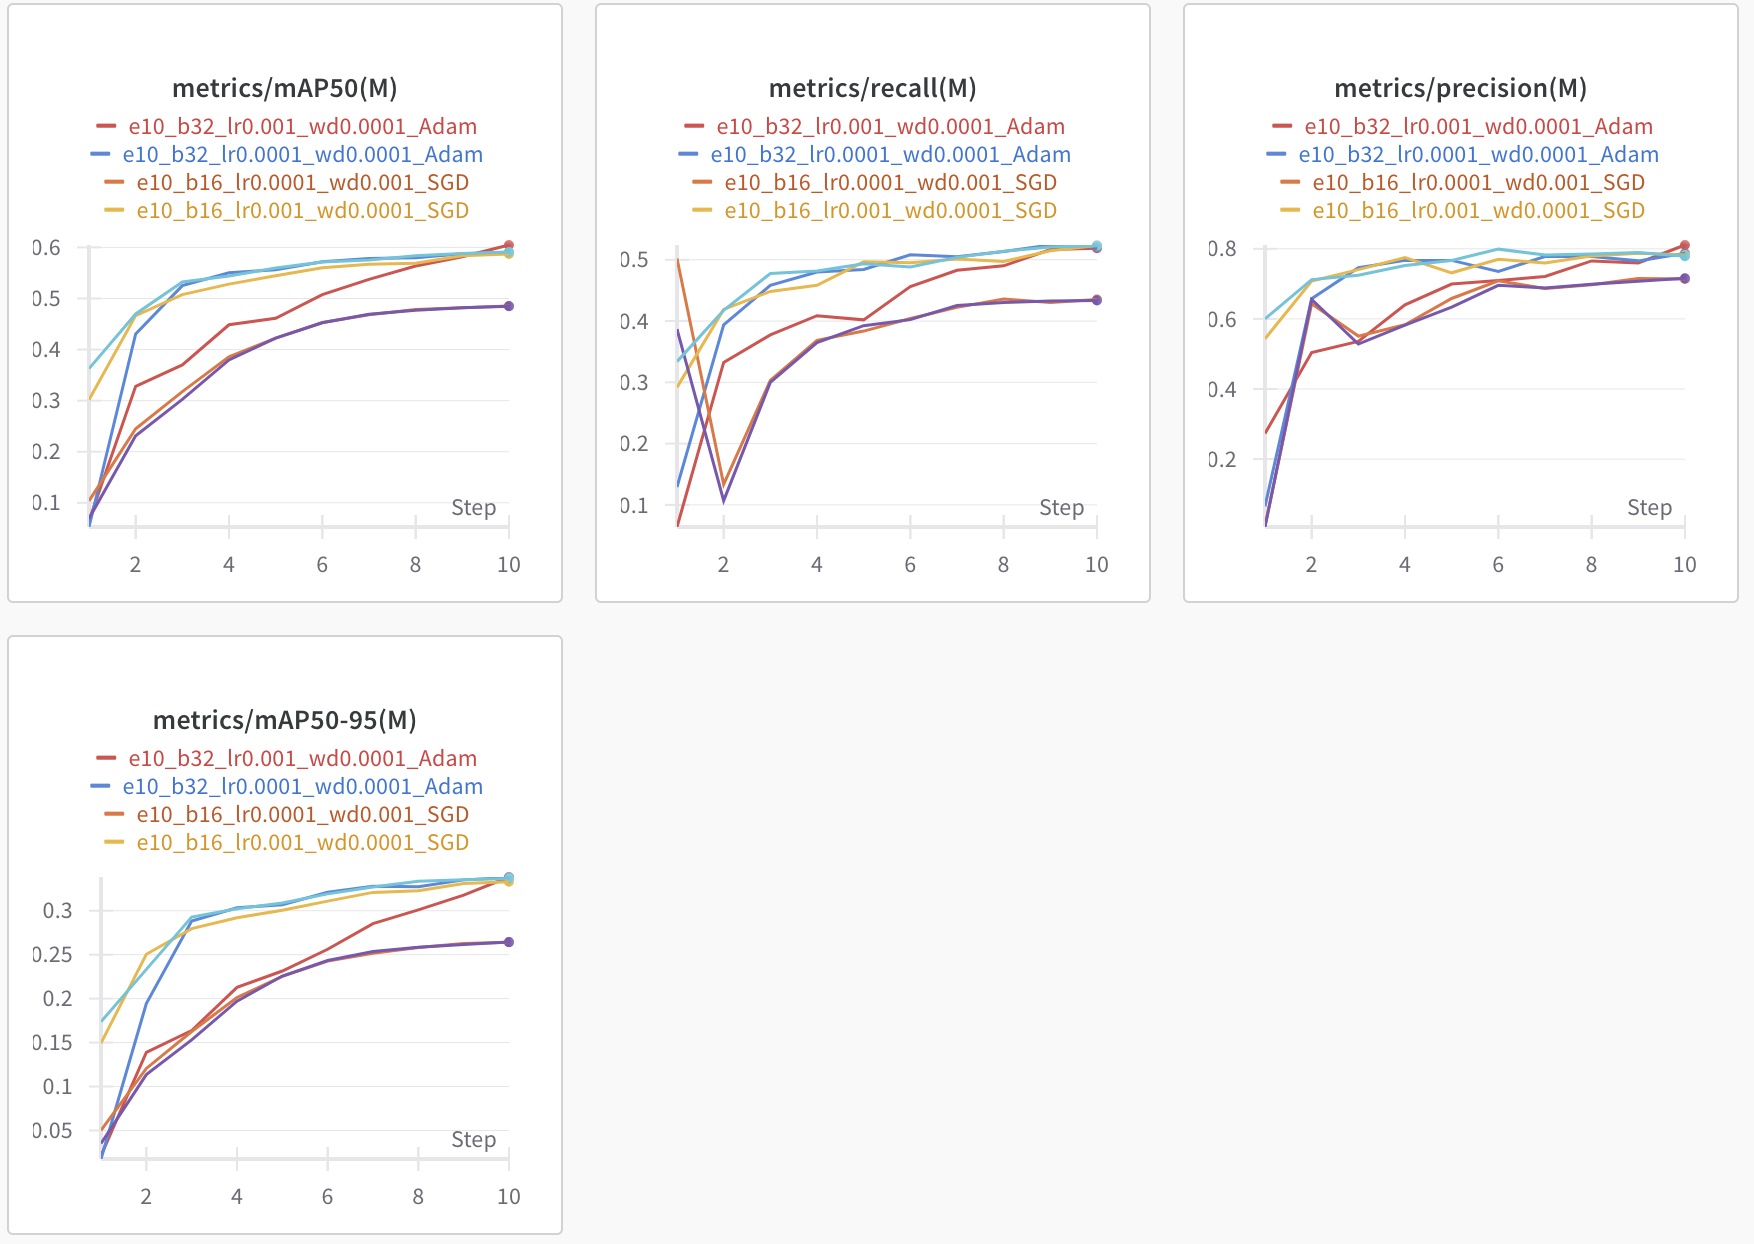 metrics/mAP50(M)
e10_b32_lr0.001_wd0.0001_Adam
e10_b32_lr0.0001_wd0.0001_Adam
e10_b16_lr0.0001_wd0.001_SGD
e10_b16_lr0.001_wd0.0001_SGD
0.6
0.5
0.4
0.3
0.2
0.1
Step
2 4 6 8 10
metrics/recall(M)
e10_b32_lr0.001_wd0.0001_Adam
e10_b32_lr0.0001_wd0.0001_Adam
e10_b16_lr0.0001_wd0.001_SGD
e10_b16_lr0.001_wd0.0001_SGD
0.5
0.4
0.3
0.2
0.1
Step
2 4 6 8 10
metrics/precision(M)
e10_b32_lr0.001_wd0.0001_Adam
e10_b32_lr0.0001_wd0.0001_Adam
e10_b16_lr0.0001_wd0.001_SGD
e10_b16_lr0.001_wd0.0001_SGD
0.8
0.6
0.4
0.2
Step
2 4 6 8 10
metrics/mAP50-95(M)
e10_b32_lr0.001_wd0.0001_Adam
e10_b32_lr0.0001_wd0.0001_Adam
e10_b16_lr0.0001_wd0.001_SGD
e10_b16_lr0.001_wd0.0001_SGD
0.3
0.25
0.2
0.15
0.1
0.05
Step
2 4 6 8 10